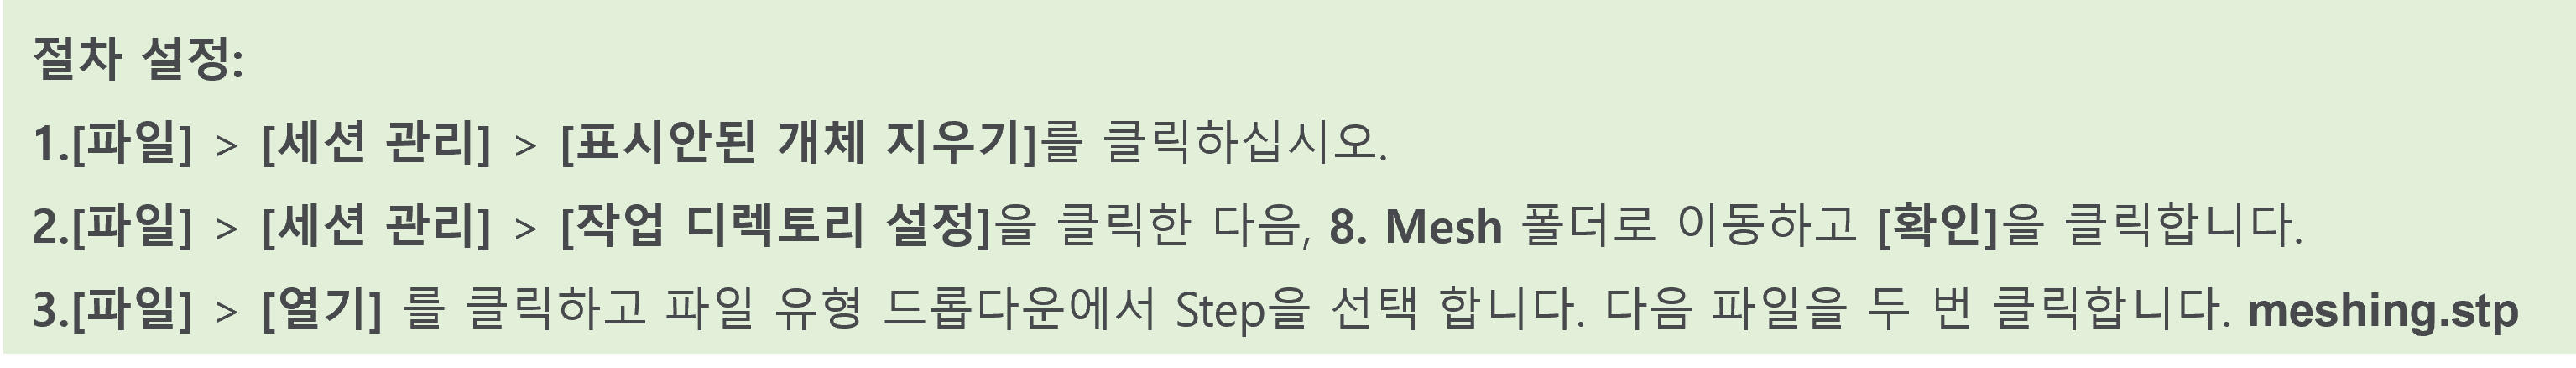 절차 설정:
1.[파일] > [세션 관리] > [표시안된 개체 지우기]를 클릭하십시오.
2.[파일] > [세션 관리] > [작업 디렉토리 설정]을 클릭한 다음, 8. Mesh 폴더로 이동하고 [확인]을 클릭합니다.
3.[파일] > [열기] 를 클릭하고 파일 유형 드롭다운에서 Step을 선택 합니다. 다음 파일을 두 번 클릭합니다. meshing.stp